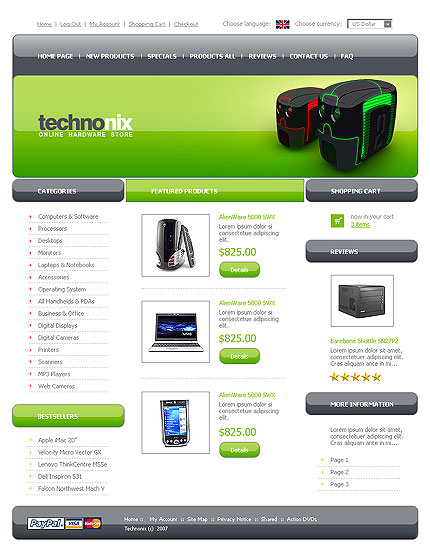 Home | Log Out | My Account | Shopping Cart | Checkout
Choose language: Choose currency: US Dollar
HOME PAGE | NEW PRODUCTS | SPECIALS | PRODUCTS ALL | REVIEWS | CONTACT US | FAQ
technonix
ONLINE HARDWARE STORE
CATEGORIES
Computers & Software
Processors
Desktops
Monitors
Laptops & Notebooks
Accessories
Operating System
All Handhelds & PDAs
Business & Office
Digital Displays
Digital Cameras
Printers
Scanners
MP3 Players
Web Cameras
BESTSELLERS
Apple iMac 20"
Velocity Micro Vector GX
Lenovo ThinkCentre M55e
Dell Inspiron 531
Falcon Northwest Mach V
FEATURED PRODUCTS
AlienWare 5000 SWX
Lorem ipsum dolor si
consectetue adipiscing
elit.
$825.00
Details
AlienWare 5000 SWX
Lorem ipsum dolor si
consectetue adipiscing
elit.
$825.00
Details
AlienWare 5000 SWX
Lorem ipsum dolor si
consectetue adipiscing
elit.
$825.00
Details
SHOPPING CART
now in your cart
3 items
REVIEWS
Barebone Shuttle SN27P2
Lorem ipsum dolor sit amet,
consectetuer adipiscing elit.
Cras aliquam ante in mi...
MORE INFORMATION
Lorem ipsum dolor sit amet,
consectetuer adipiscing elit.
Cras aliquam ante in mi.
Page 1
Page 2
Page 3
PayPal VISA
Home :: My Account :: Site Map :: Privacy Notice :: Shared :: Action DVDs
Technonix (c) 2007